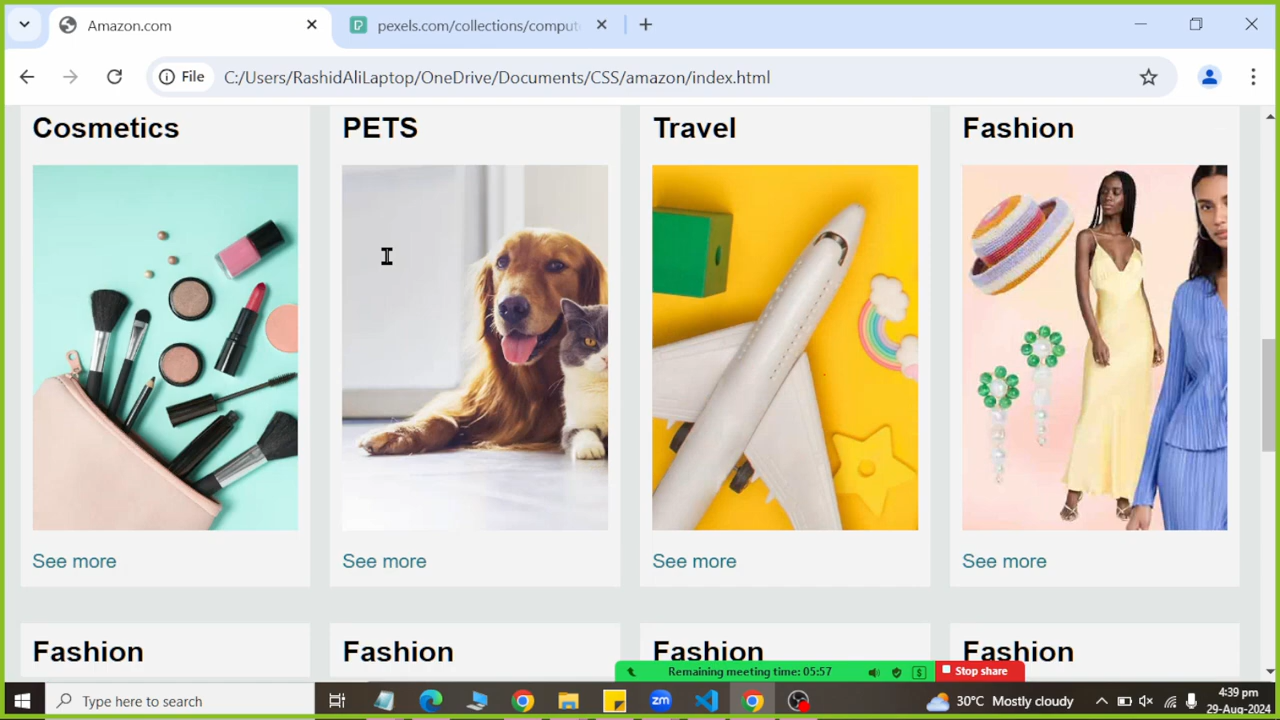 Amazon.com
pexels.com/collections/comput
File
C:/Users/RashidAliLaptop/OneDrive/Documents/CSS/amazon/index.html
Cosmetics
PETS
Travel
Fashion
See more
See more
See more
See more
Fashion
Fashion
Fashion
Fashion
Remaining meeting time: 05:57
Stop share
Type here to search
zm
30°C Mostly cloudy
4:39 pm
29-Aug-2024